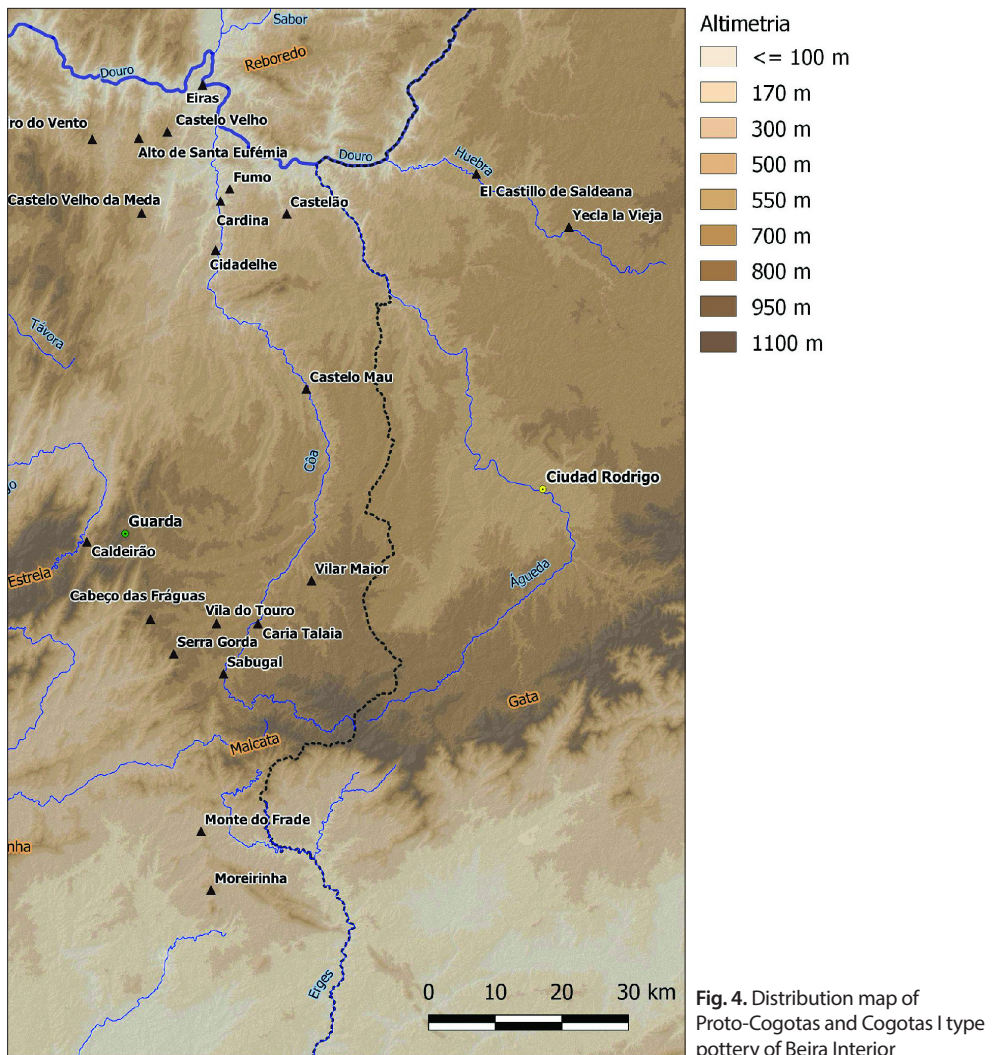 Sabor
Reboredo
Douro
Eiras
Castelo Velho
ro do Vento
Alto de Santa Eufémia
Douro
Huebra
Fumo
El Castillo de Saldeana
Castelo Velho da Meda
Castelão
Yecla la Vieja
Cardina
Cidadelhe
Távora
Castelo Mau
Côa
Ciudad Rodrigo
go
Guarda
Caldeirão
Estrela
Vilar Maior
Águeda
Cabeço das Fráguas
Vila do Touro
Caria Talaia
Serra Gorda
Sabugal
Gata
Malcata
Monte do Frade
nha
Moreirinha
Erges
0 10 20 30 km
Altimetria
<= 100 m
170 m
300 m
500 m
550 m
700 m
800 m
950 m
1100 m
Fig. 4. Distribution map of
Proto-Cogotas and Cogotas I type
pottery of Beira Interior